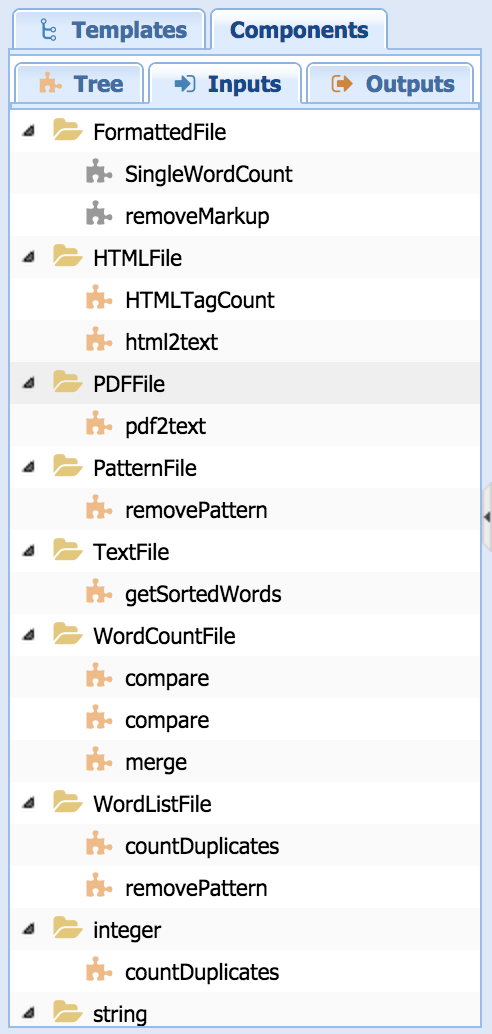 Templates Components
Tree Inputs Outputs
FormattedFile
SingleWordCount
removeMarkup
HTMLFile
HTMLTagCount
html2text
PDFFile
pdf2text
PatternFile
removePattern
TextFile
getSortedWords
WordCountFile
compare
compare
merge
WordListFile
countDuplicates
removePattern
integer
countDuplicates
string